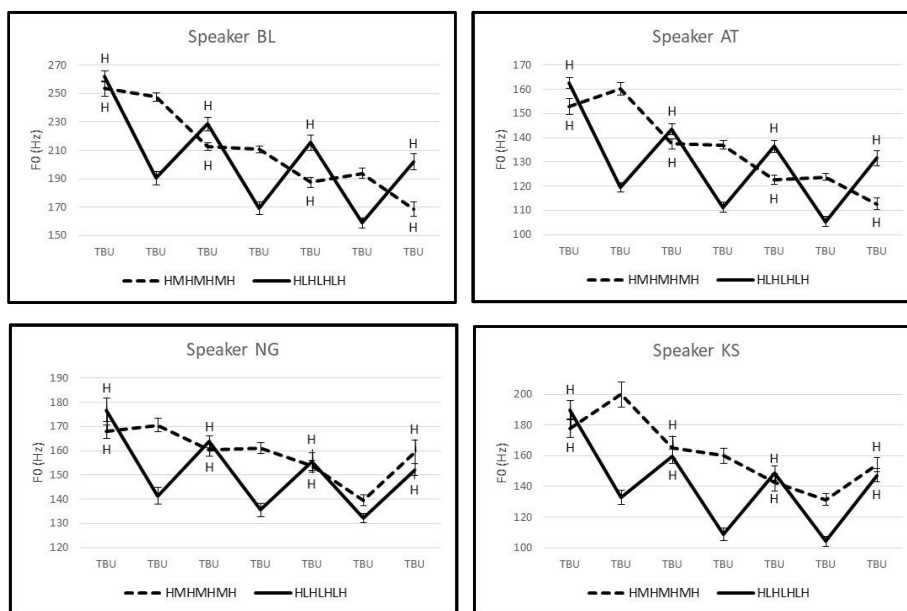 Speaker BL
270
250
230
210
190
170
150
F0 (Hz)
H
H
H
H
H
H
H
H
TBU TBU TBU TBU TBU TBU TBU
HMHMHMH HLHLHLH
Speaker AT
170
160
150
140
130
120
110
100
F0 (Hz)
H
H
H
H
H
H
H
H
TBU TBU TBU TBU TBU TBU TBU
HMHMHMH HLHLHLH
Speaker NG
190
180
170
160
150
140
130
120
F0 (Hz)
H
H
H
H
H
H
H
H
TBU TBU TBU TBU TBU TBU TBU
HMHMHMH HLHLHLH
Speaker KS
200
180
160
140
120
100
F0 (Hz)
H
H
H
H
H
H
H
H
TBU TBU TBU TBU TBU TBU TBU
HMHMHMH HLHLHLH